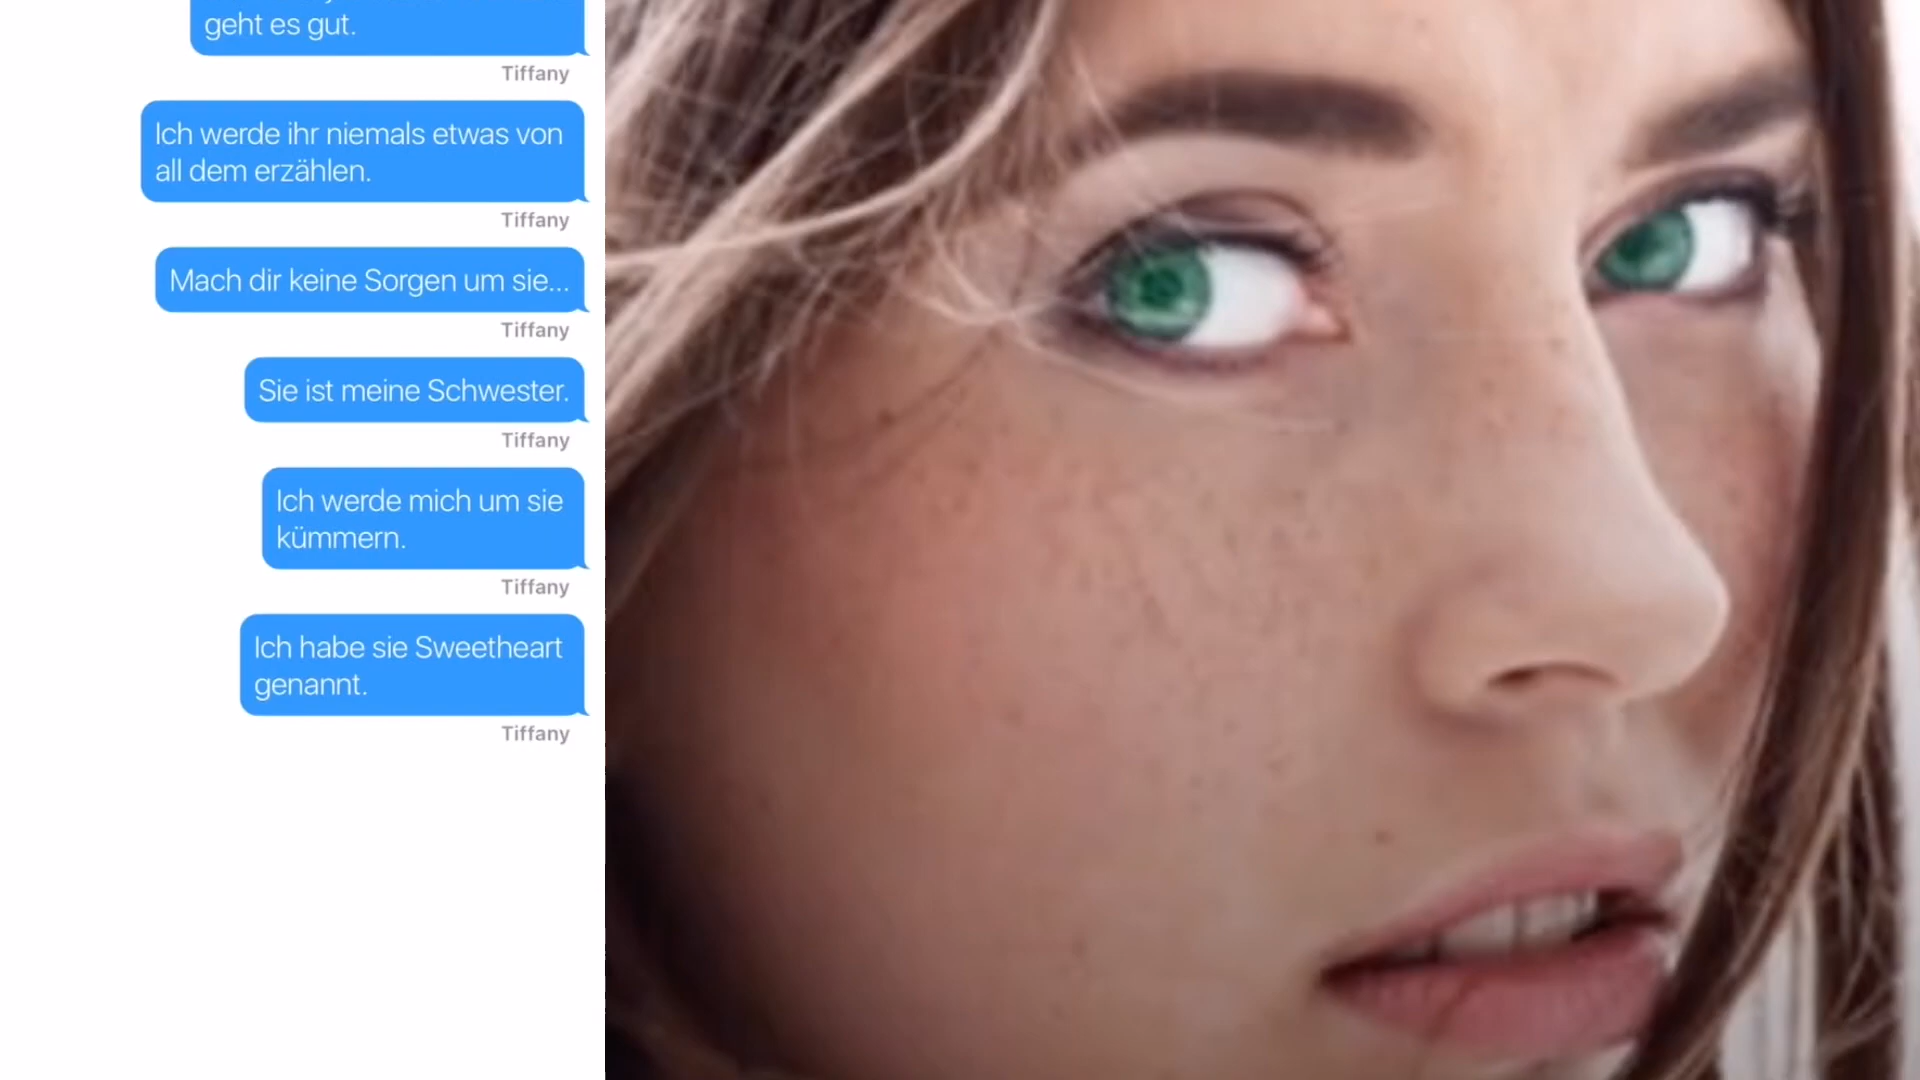 geht es gut.
Tiffany
Ich werde ihr niemals etwas von
all dem erzählen.
Tiffany
Mach dir keine Sorgen um sie...
Tiffany
Sie ist meine Schwester.
Tiffany
Ich werde mich um sie
kümmern.
Tiffany
Ich habe sie Sweetheart
genannt.
Tiffany